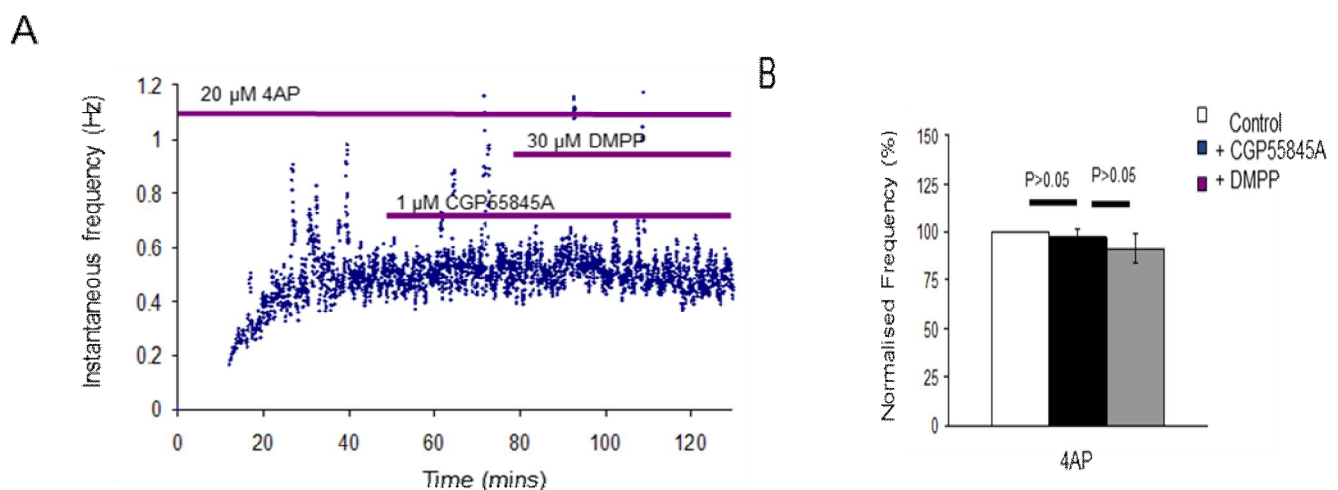 A
Instantaneous frequency (Hz)
1.2
1
0.8
0.6
0.4
0.2
0
20 µM 4AP
30 µM DMPP
1 µM CGP55845A
0 20 40 60 80 100 120
Time (mins)
B
Control
+ CGP55845A
+ DMPP
Normalised Frequency (%)
150
125
100
75
50
25
0
P>0.05 P>0.05
4AP